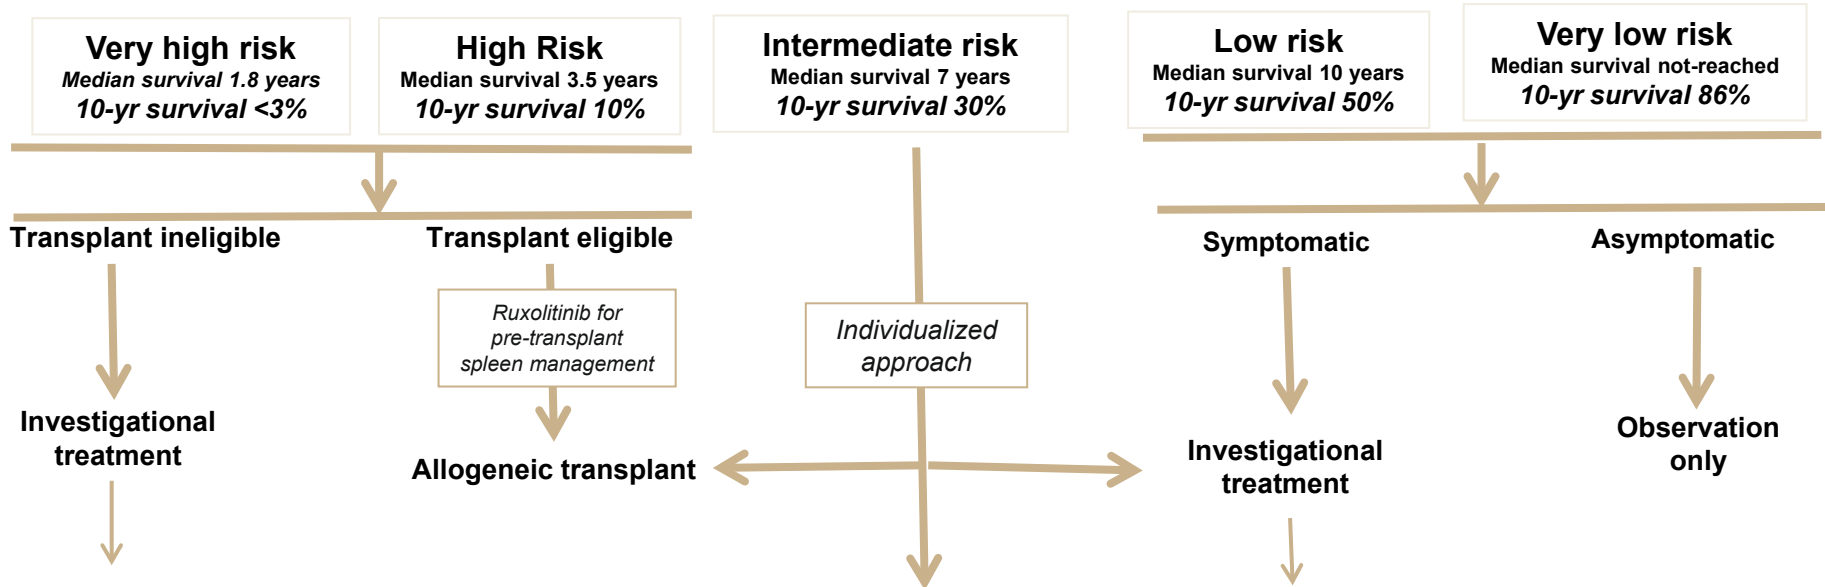 Very high risk
Median survival 1.8 years
10-yr survival <3%
High Risk
Median survival 3.5 years
10-yr survival 10%
Intermediate risk
Median survival 7 years
10-yr survival 30%
Low risk
Median survival 10 years
10-yr survival 50%
Very low risk
Median survival not-reached
10-yr survival 86%
Transplant ineligible
Transplant eligible
Symptomatic
Asymptomatic
Ruxolitinib for
pre-transplant
spleen management
Individualized
approach
Investigational
treatment
Allogeneic transplant
Investigational
treatment
Observation
only